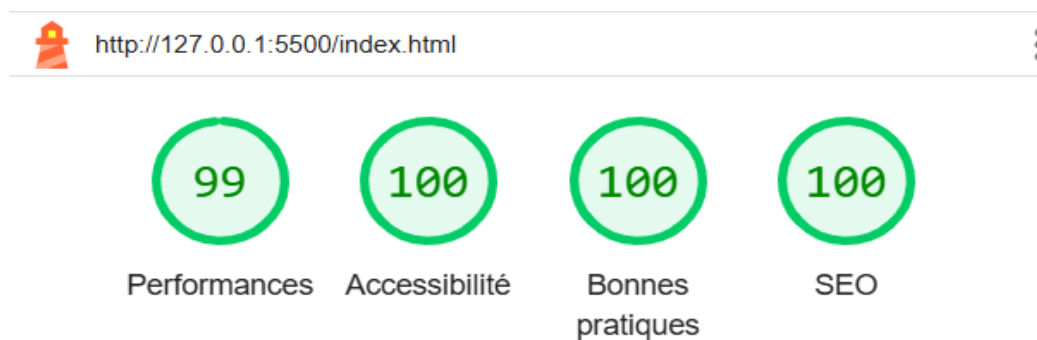 http://127.0.0.1:5500/index.html
99 100 100 100
Performances Accessibilité Bonnes pratiques SEO